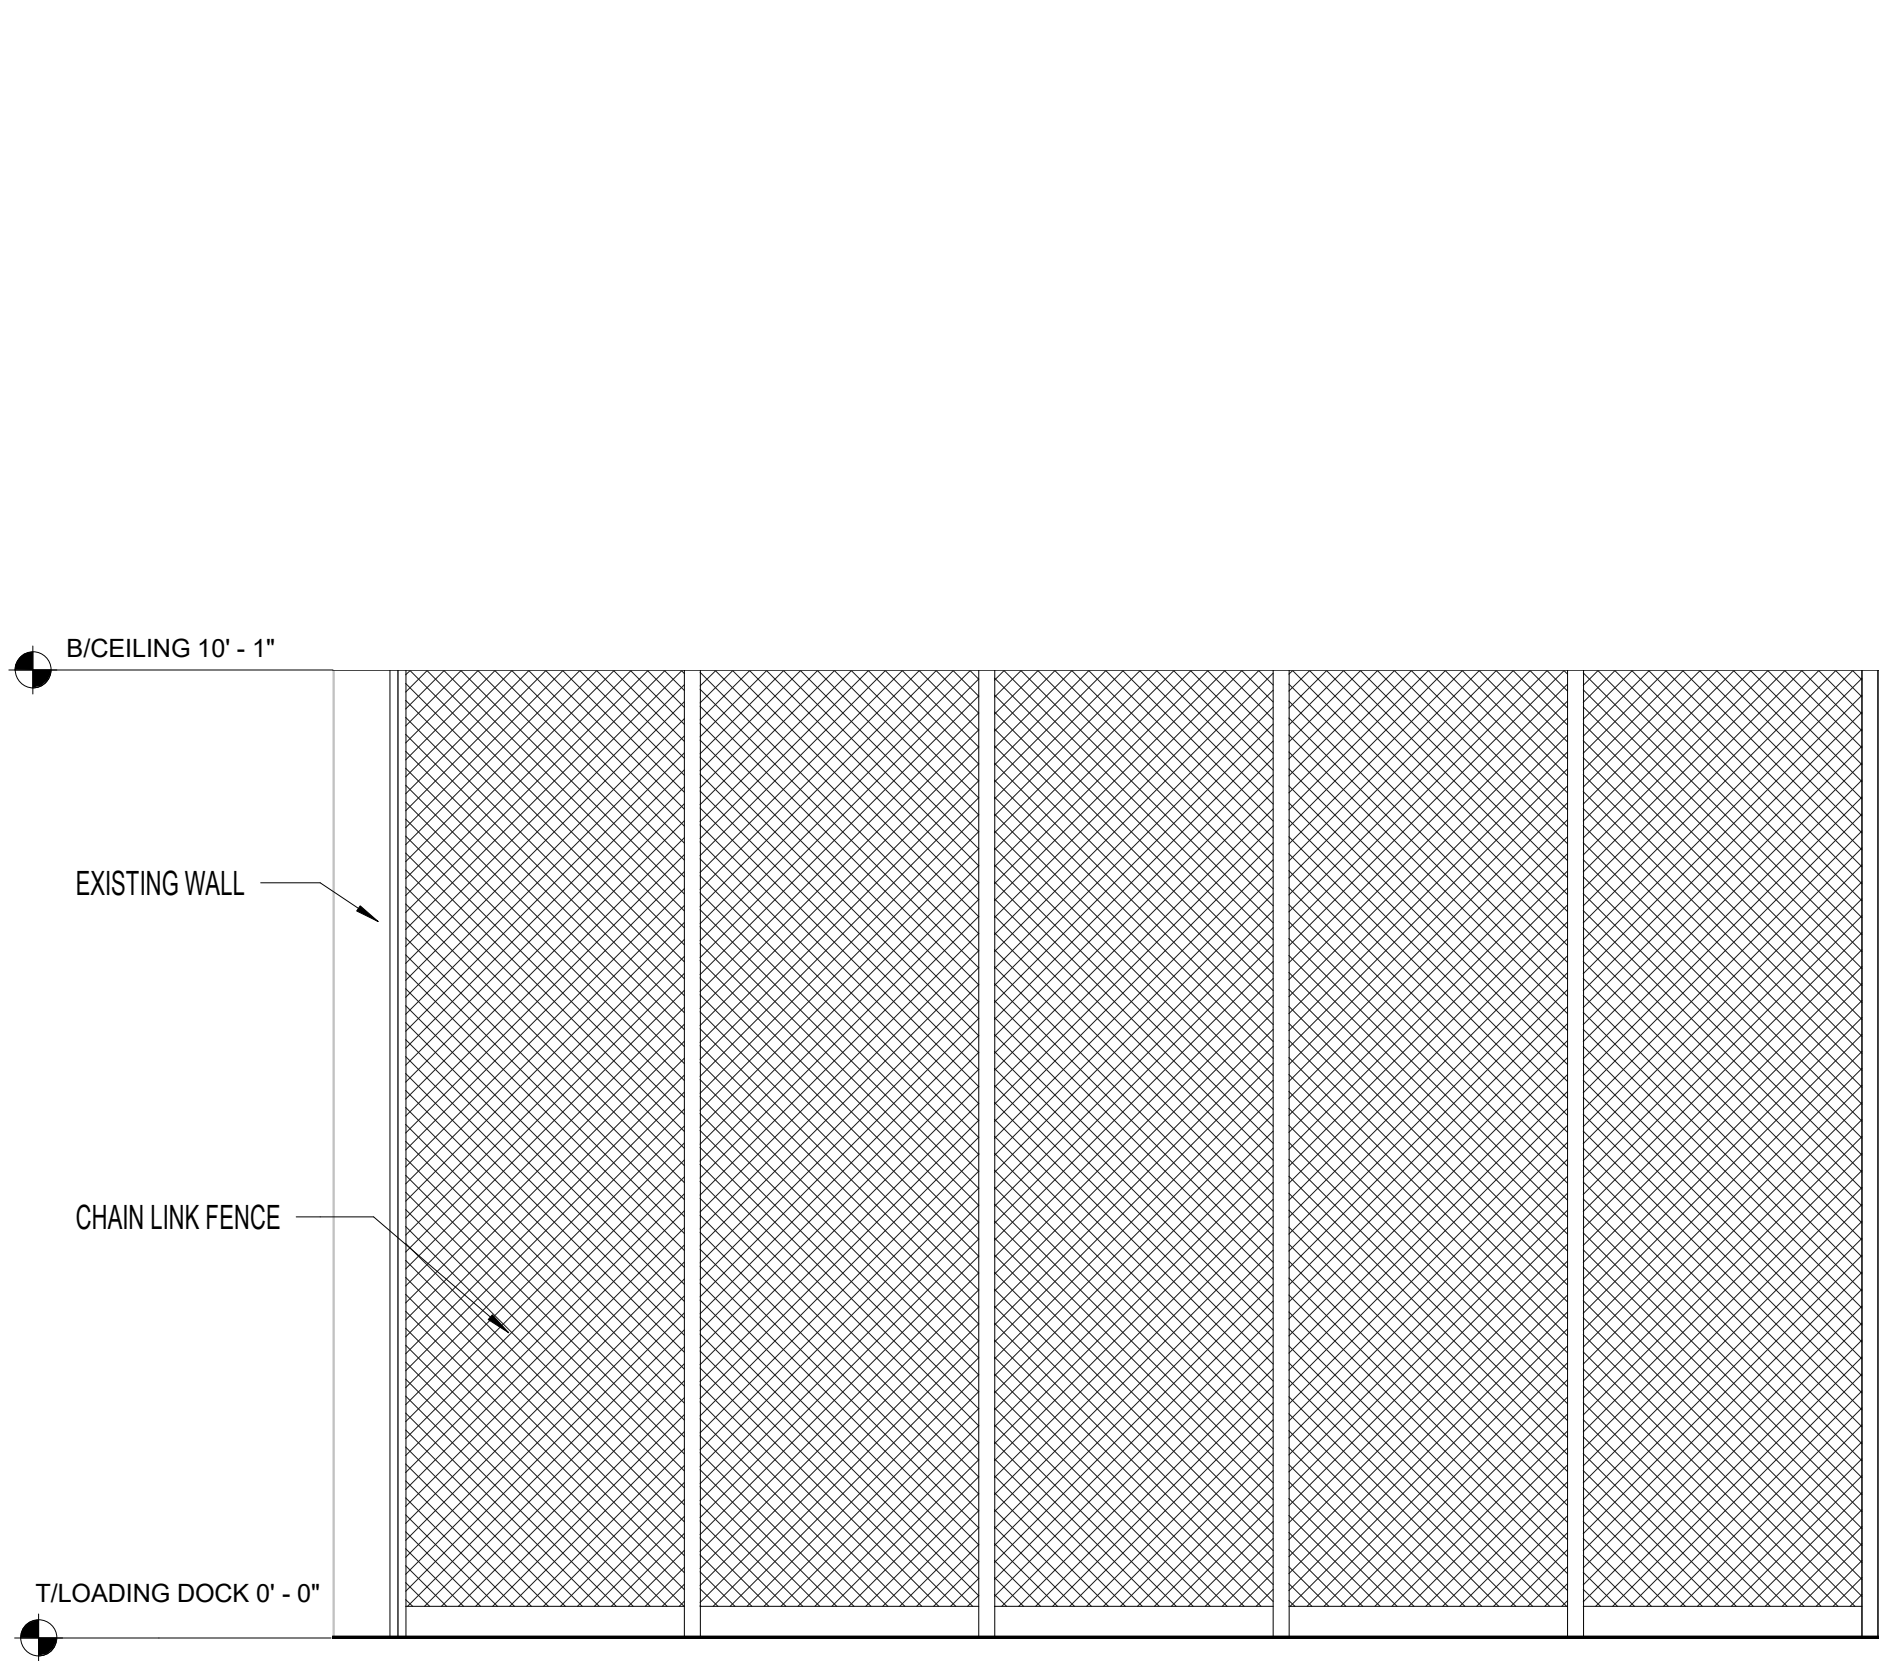 B/CEILING 10' - 1"
EXISTING WALL
CHAIN LINK FENCE
T/LOADING DOCK 0' - 0"